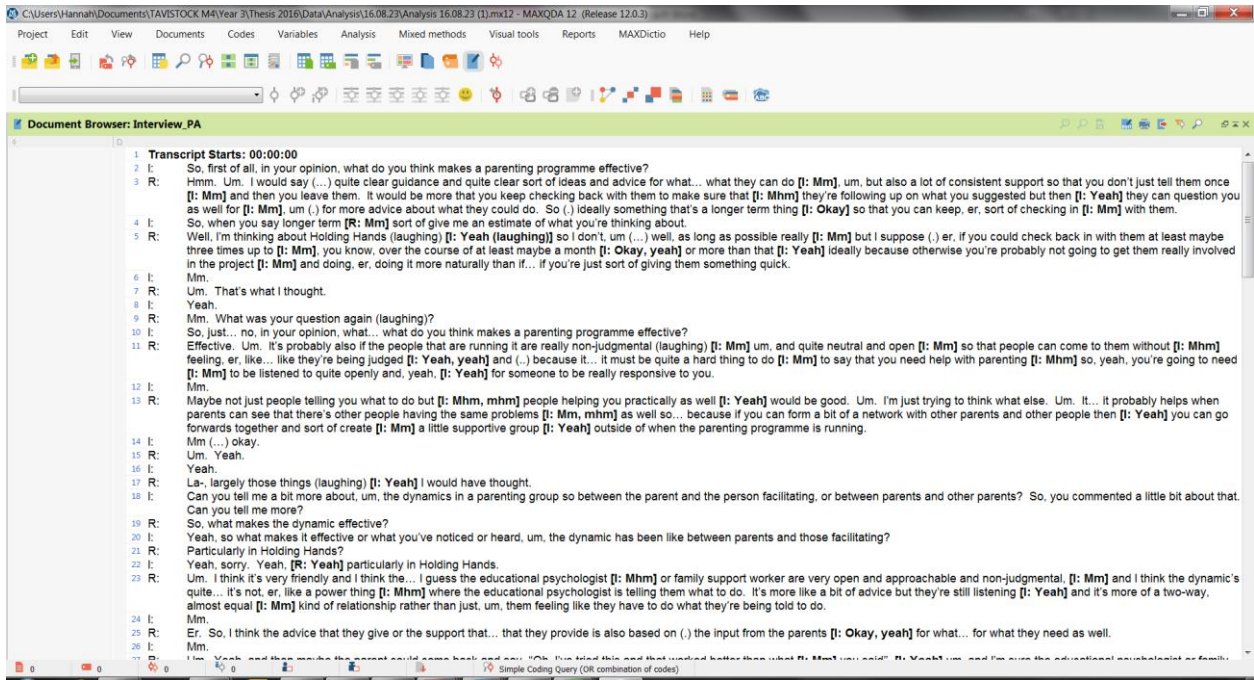 C:\Users\Hannah\Documents\TAVISTOCK M4\Year 3\Thesis 2016\Data\Analysis\16.08.23\Analysis 16.08.23 (1).mx12 - MAXQDA 12 (Release 12.0.3)
Project Edit View Documents Codes Variables Analysis Mixed methods Visual tools Reports MAXDictio Help
Document Browser: Interview_PA
1 Transcript Starts: 00:00:00
2 I: So, first of all, in your opinion, what do you think makes a parenting programme effective?
3 R: Hmm. Um. I would say (…) quite clear guidance and quite clear sort of ideas and advice for what… what they can do [I: Mm], um, but also a lot of consistent support so that you don't just tell them once
[I: Mm] and then you leave them. It would be more that you keep checking back with them to make sure that [I: Mhm] they're following up on what you suggested but then [I: Yeah] they can question you
as well for [I: Mm], um (.) for more advice about what they could do. So (.) ideally something that's a longer term thing [I: Okay] so that you can keep, er, sort of checking in [I: Mm] with them.
4 I: So, when you say longer term [R: Mm] sort of give me an estimate of what you're thinking about.
5 R: Well, I'm thinking about Holding Hands (laughing) [I: Yeah (laughing)] so I don't, um (…) well, as long as possible really [I: Mm] but I suppose (.) er, if you could check back in with them at least maybe
three times up to [I: Mm], you know, over the course of at least maybe a month [I: Okay, yeah] or more than that [I: Yeah] ideally because otherwise you're probably not going to get them really involved
in the project [I: Mm] and doing, er, doing it more naturally than if… if you're just sort of giving them something quick.
6 I: Mm.
7 R: Um. That's what I thought.
8 I: Yeah.
9 R: Mm. What was your question again (laughing)?
10 I: So, just… no, in your opinion, what… what do you think makes a parenting programme effective?
11 R: Effective. Um. It's probably also if the people that are running it are really non-judgmental (laughing) [I: Mm] um, and quite neutral and open [I: Mm] so that people can come to them without [I: Mhm]
feeling, er, like… like they're being judged [I: Yeah, yeah] and (..) because it… it must be quite a hard thing to do [I: Mm] to say that you need help with parenting [I: Mhm] so, yeah, you're going to need
[I: Mm] to be listened to quite openly and, yeah, [I: Yeah] for someone to be really responsive to you.
12 I: Mm.
13 R: Maybe not just people telling you what to do but [I: Mhm, mhm] people helping you practically as well [I: Yeah] would be good. Um. I'm just trying to think what else. Um. It… it probably helps when
parents can see that there's other people having the same problems [I: Mm, mhm] as well so… because if you can form a bit of a network with other parents and other people then [I: Yeah] you can go
forwards together and sort of create [I: Mm] a little supportive group [I: Yeah] outside of when the parenting programme is running.
14 I: Mm (…) okay.
15 R: Um. Yeah.
16 I: Yeah.
17 R: La-, largely those things (laughing) [I: Yeah] I would have thought.
18 I: Can you tell me a bit more about, um, the dynamics in a parenting group so between the parent and the person facilitating, or between parents and other parents? So, you commented a little bit about that.
Can you tell me more?
19 R: So, what makes the dynamic effective?
20 I: Yeah, so what makes it effective or what you've noticed or heard, um, the dynamic has been like between parents and those facilitating?
21 R: Particularly in Holding Hands?
22 I: Yeah, sorry. Yeah, [R: Yeah] particularly in Holding Hands.
23 R: Um. I think it's very friendly and I think the… I guess the educational psychologist [I: Mhm] or family support worker are very open and approachable and non-judgmental, [I: Mm] and I think the dynamic's
quite… it's not, er, like a power thing [I: Mhm] where the educational psychologist is telling them what to do. It's more like a bit of advice but they're still listening [I: Yeah] and it's more of a two-way,
almost equal [I: Mm] kind of relationship rather than just, um, them feeling like they have to do what they're being told to do.
24 I: Mm.
25 R: Er. So, I think the advice that they give or the support that… that they provide is also based on (.) the input from the parents [I: Okay, yeah] for what… for what they need as well.
26 I: Mm.
27 R: Um. Yeah, and then maybe the parent could come back and say, "Oh, I've tried this and that worked better than what [I: Mm] you said", [I: Yeah] um, and I'm sure the educational psychologist or family
0 0 0 0 Simple Coding Query (OR combination of codes)